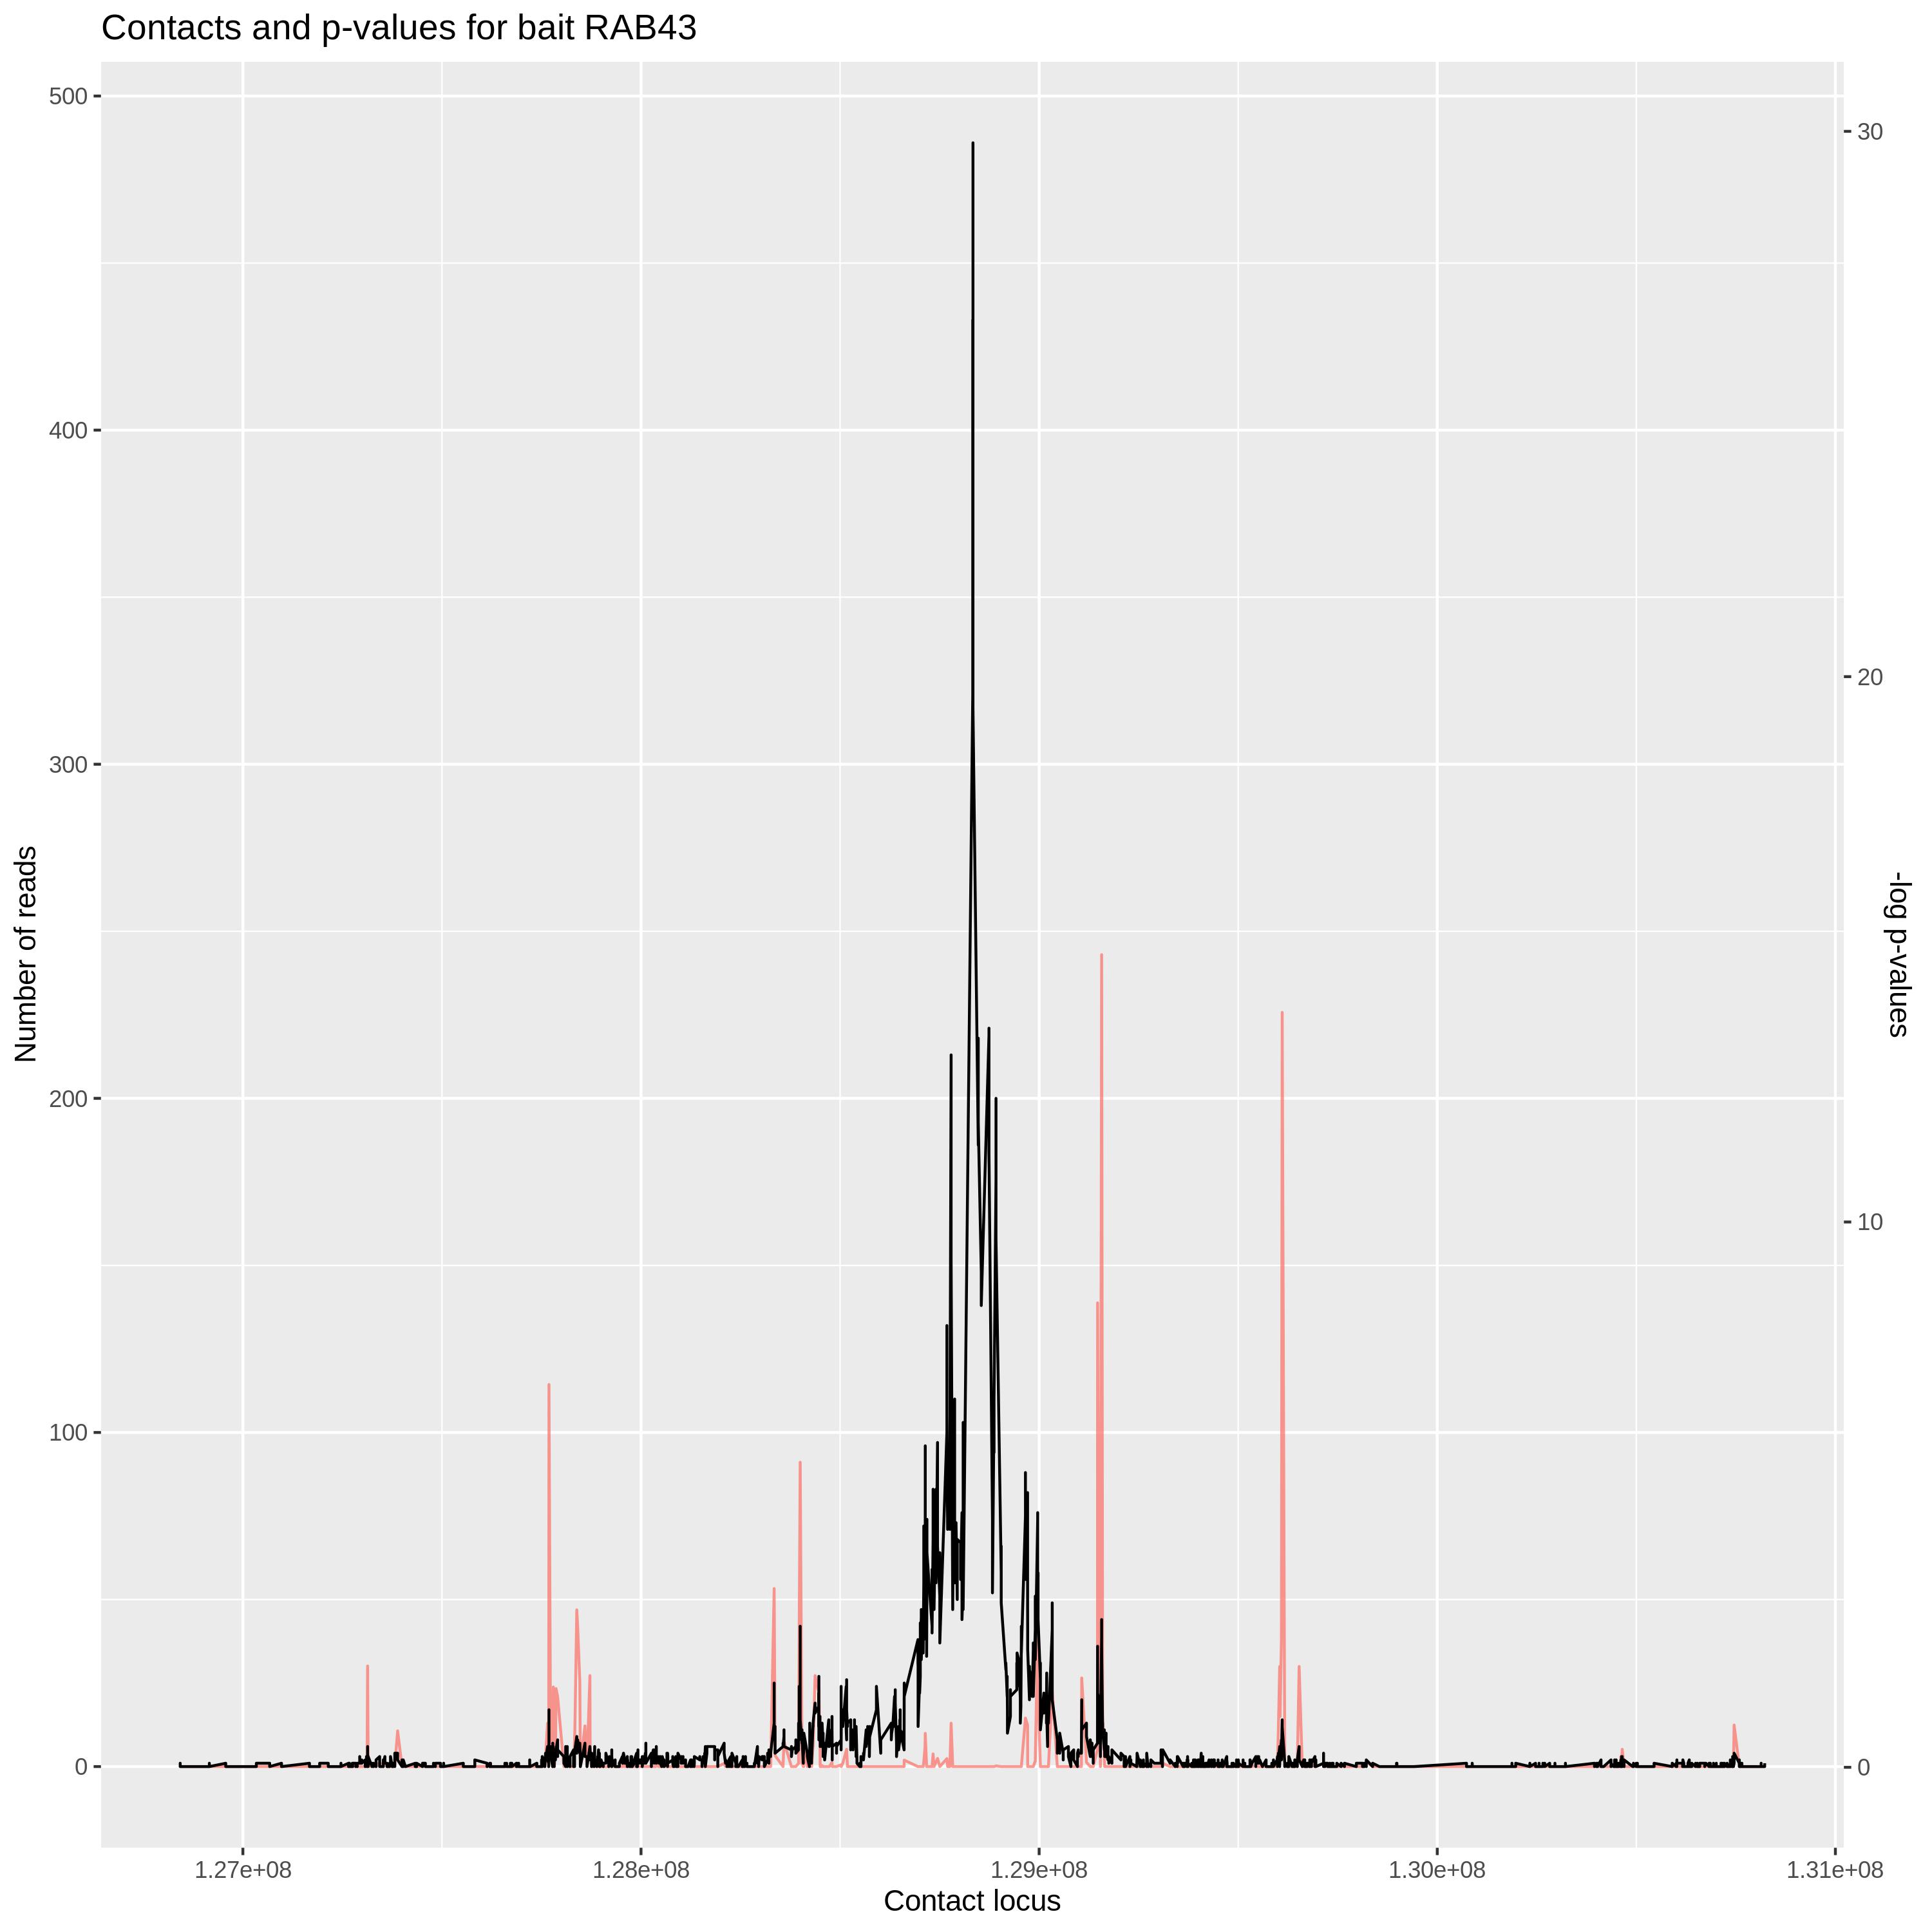 Contacts and p-values for bait RAB43
500
400
300
200
100
0
Number of reads
30
20
10
0
-log p-values
1.27e+08
1.28e+08
1.29e+08
1.30e+08
1.31e+08
Contact locus